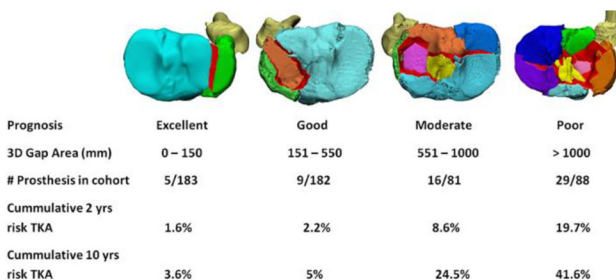 Prognosis Excellent Good Moderate Poor
3D Gap Area (mm) 0 – 150 151 – 550 551 – 1000 > 1000
# Prosthesis in cohort 5/183 9/182 16/81 29/88
Cummulative 2 yrs
risk TKA 1.6% 2.2% 8.6% 19.7%
Cummulative 10 yrs
risk TKA 3.6% 5% 24.5% 41.6%